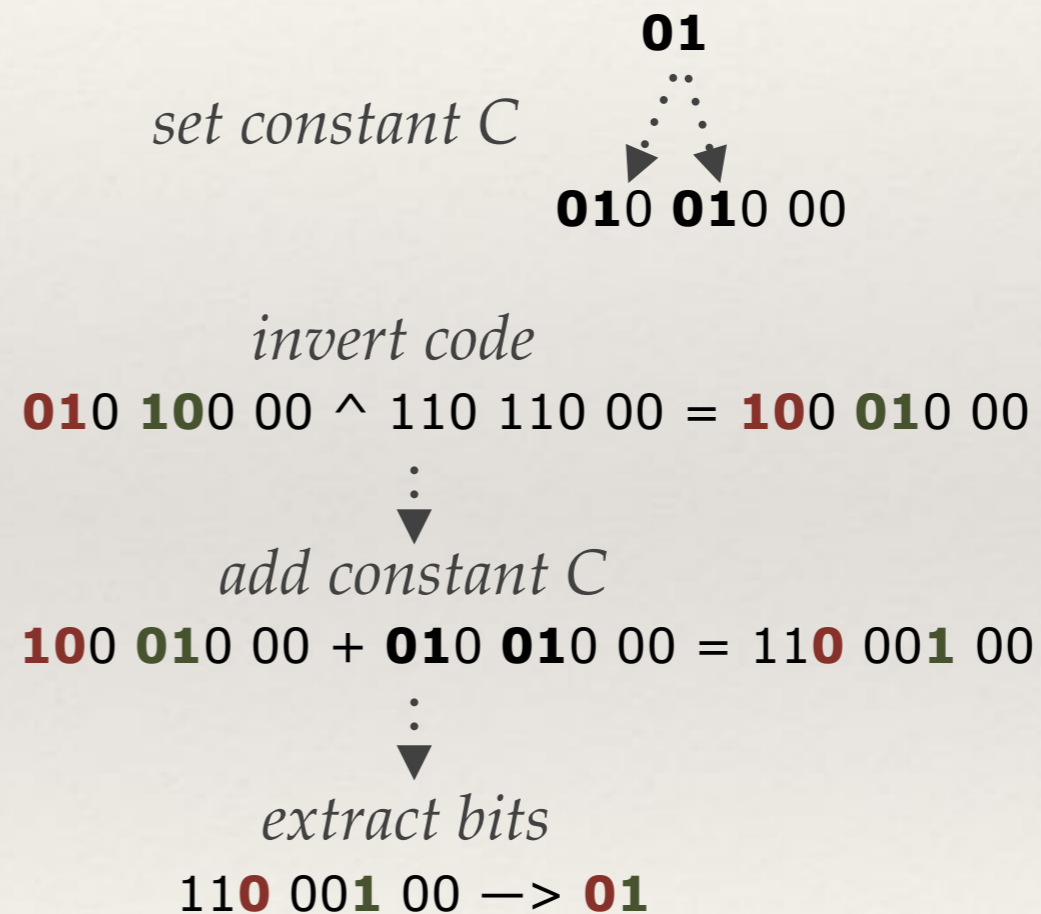 01
set constant C
010 010 00
invert code
010 100 00 ^ 110 110 00 = 100 010 00
add constant C
100 010 00 + 010 010 00 = 110 001 00
extract bits
110 001 00 —> 01